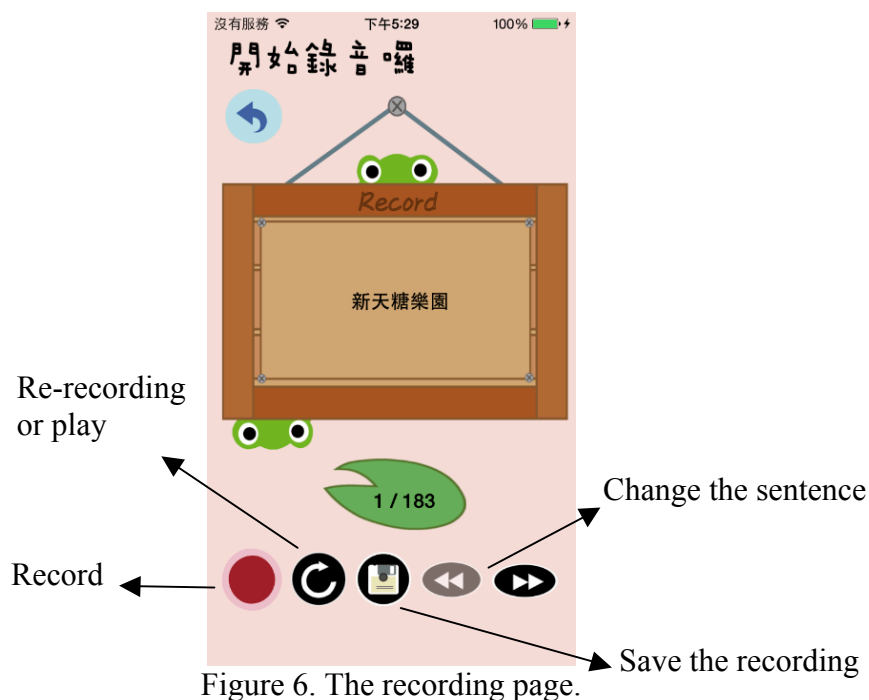 沒有服務 下午5:29 100%
開始錄音囉
Record
新天糖樂園
Re-recording
or play
1 / 183
Change the sentence
Record
Save the recording
Figure 6. The recording page.